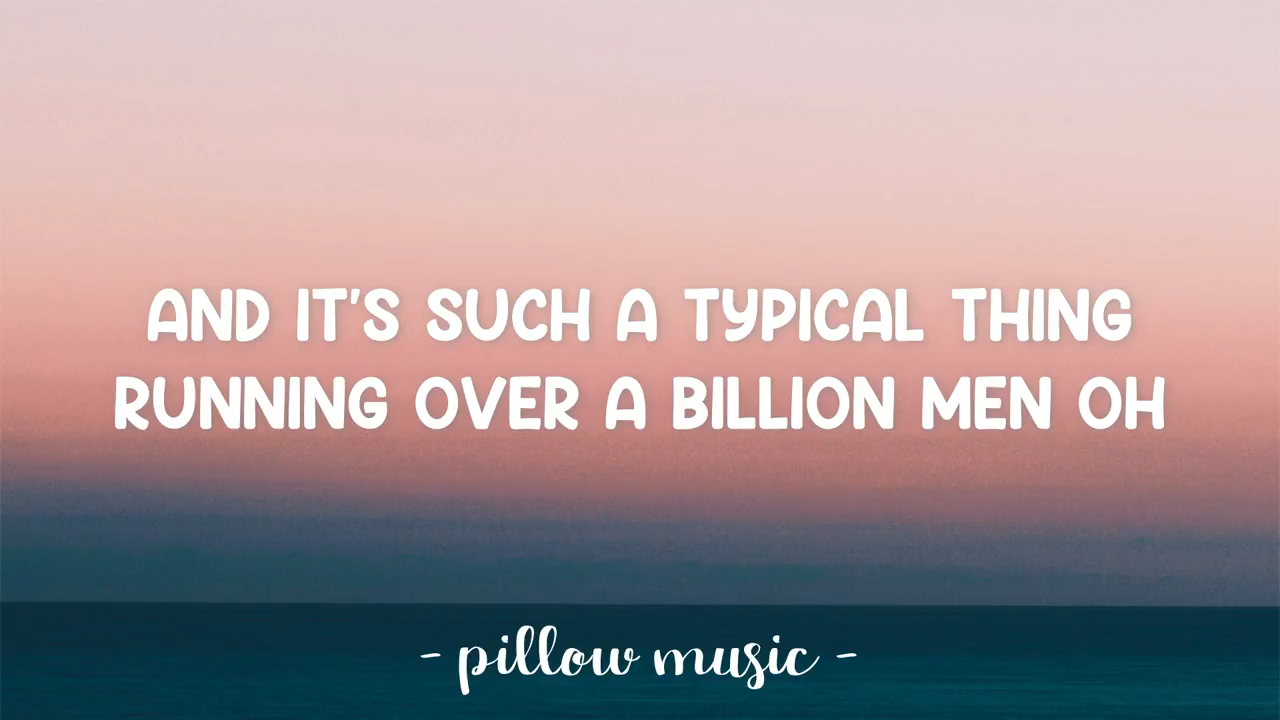 AND IT'S SUCH A TYPICAL THING
RUNNING OVER A BILLION MEN OH
- pillow music -